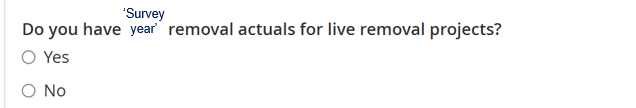 Do you have 'Survey year' removal actuals for live removal projects?
Yes
No